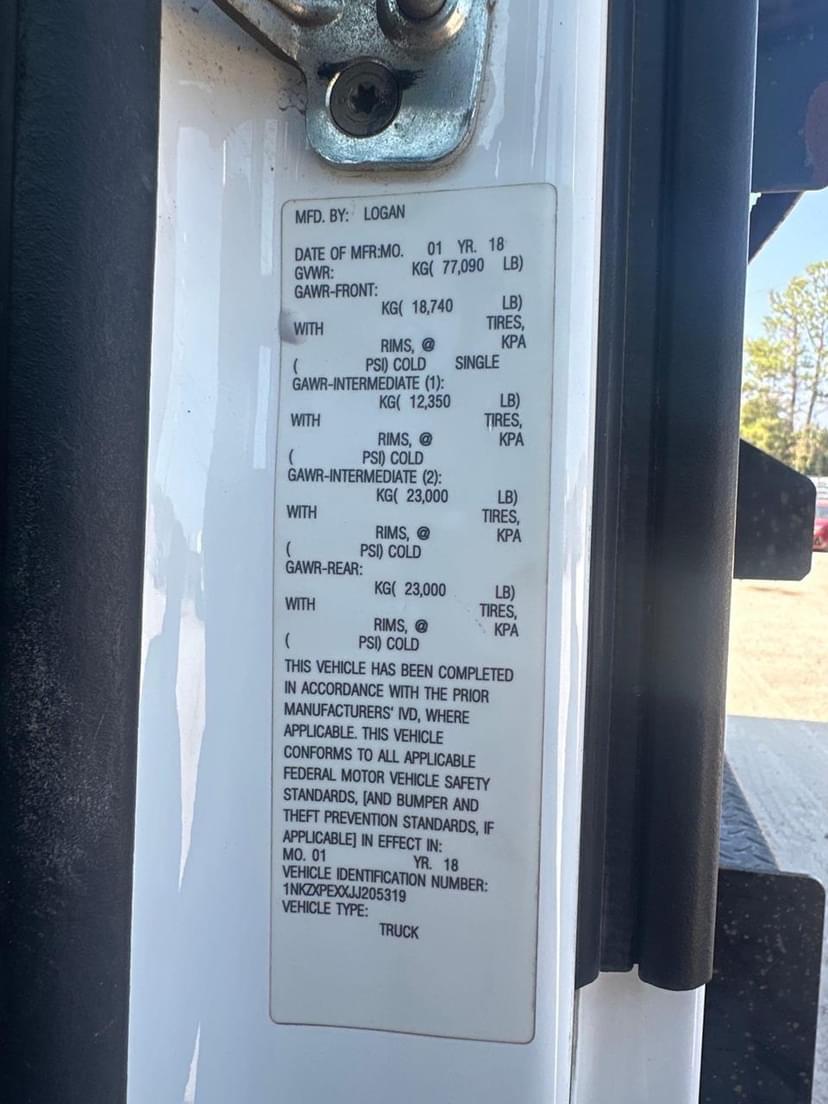 MFD. BY: LOGAN
DATE OF MFR:MO. 01 YR. 18
GVWR: KG( 77,090 LB)
GAWR-FRONT:
KG( 18,740 LB)
WITH TIRES,
RIMS, @ KPA
( PSI) COLD SINGLE
GAWR-INTERMEDIATE (1):
KG( 12,350 LB)
WITH TIRES,
RIMS, @ KPA
( PSI) COLD
GAWR-INTERMEDIATE (2):
KG( 23,000 LB)
WITH TIRES,
RIMS, @ KPA
( PSI) COLD
GAWR-REAR:
KG( 23,000 LB)
WITH TIRES,
RIMS, @ KPA
( PSI) COLD
THIS VEHICLE HAS BEEN COMPLETED
IN ACCORDANCE WITH THE PRIOR
MANUFACTURERS' IVD, WHERE
APPLICABLE. THIS VEHICLE
CONFORMS TO ALL APPLICABLE
FEDERAL MOTOR VEHICLE SAFETY
STANDARDS, [AND BUMPER AND
THEFT PREVENTION STANDARDS, IF
APPLICABLE] IN EFFECT IN:
MO. 01 YR. 18
VEHICLE IDENTIFICATION NUMBER:
1NKZXPEXXJJ205319
VEHICLE TYPE:
TRUCK